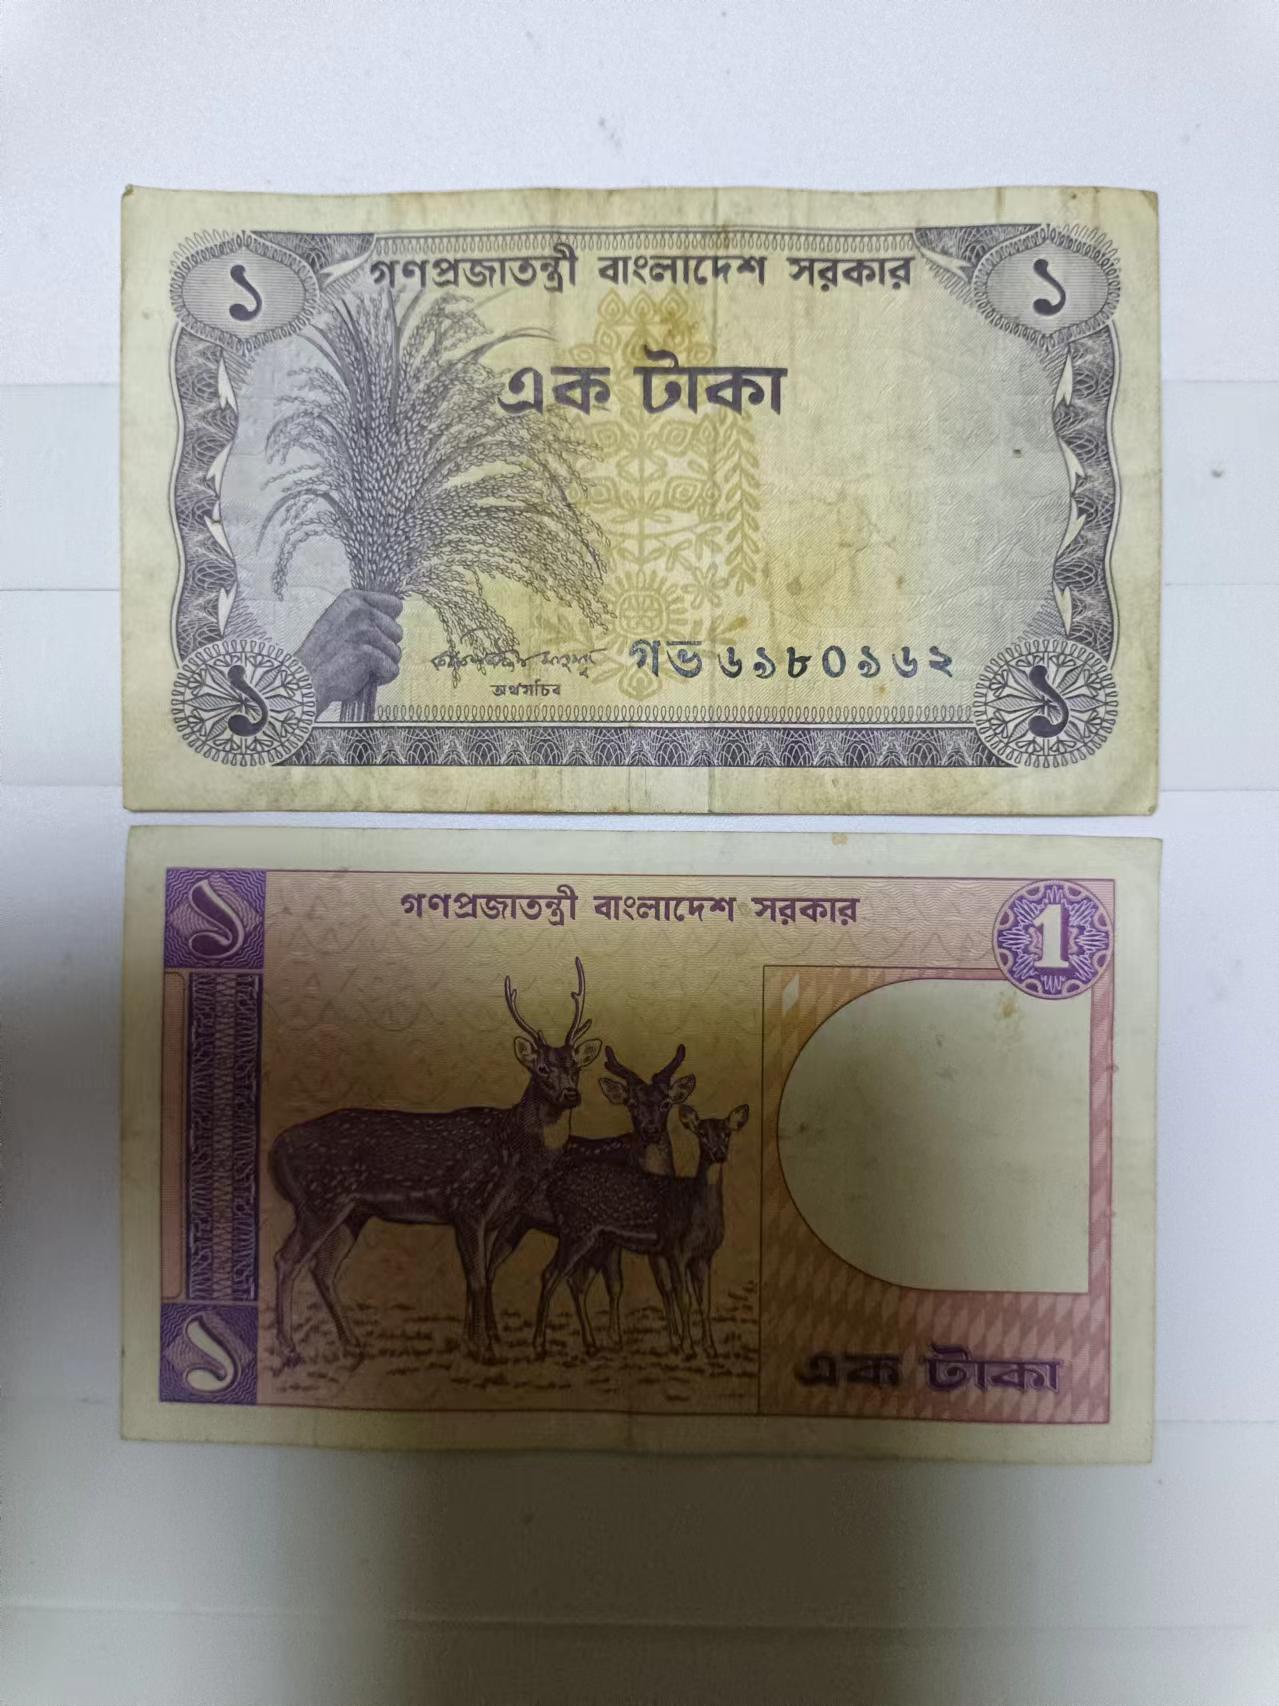 ১ ১
গণপ্রজাতন্ত্রী বাংলাদেশ সরকার
এক টাকা
গভ ৬৯৮০৯৬২
অর্থসচিব
১ ১
১ 1
গণপ্রজাতন্ত্রী বাংলাদেশ সরকার
১
এক টাকা